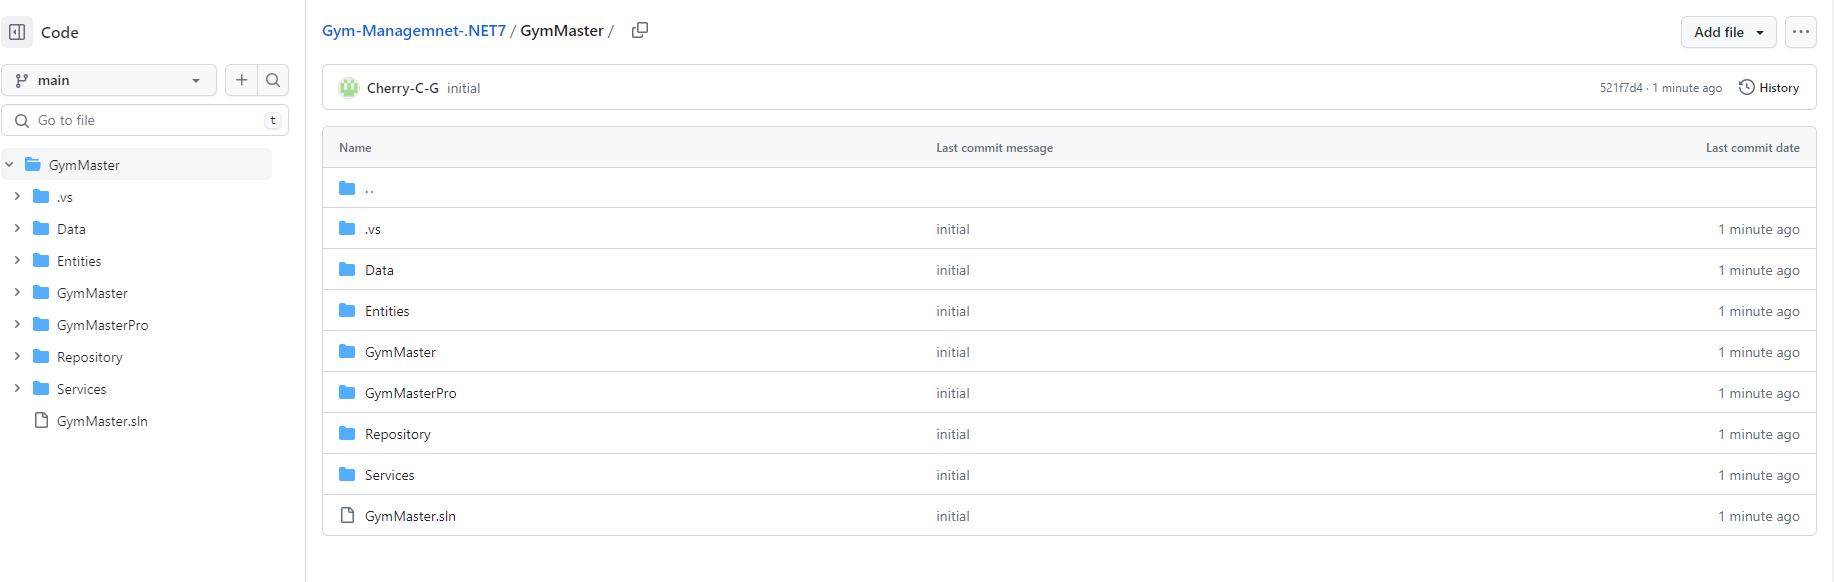 Code
main
Go to file t
GymMaster
.vs
Data
Entities
GymMaster
GymMasterPro
Repository
Services
GymMaster.sln
Gym-Managemnet-.NET7 / GymMaster /
Add file
Cherry-C-G initial
521f7d4 · 1 minute ago History
Name Last commit message Last commit date
..
.vs initial 1 minute ago
Data initial 1 minute ago
Entities initial 1 minute ago
GymMaster initial 1 minute ago
GymMasterPro initial 1 minute ago
Repository initial 1 minute ago
Services initial 1 minute ago
GymMaster.sln initial 1 minute ago